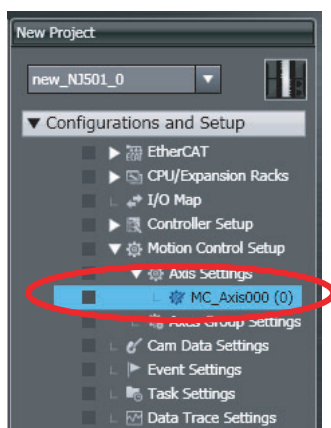 New Project
new_NJ501_0
Configurations and Setup
EtherCAT
CPU/Expansion Racks
I/O Map
Controller Setup
Motion Control Setup
Axis Settings
MC_Axis000 (0)
Axes Group Settings
Cam Data Settings
Event Settings
Task Settings
Data Trace Settings